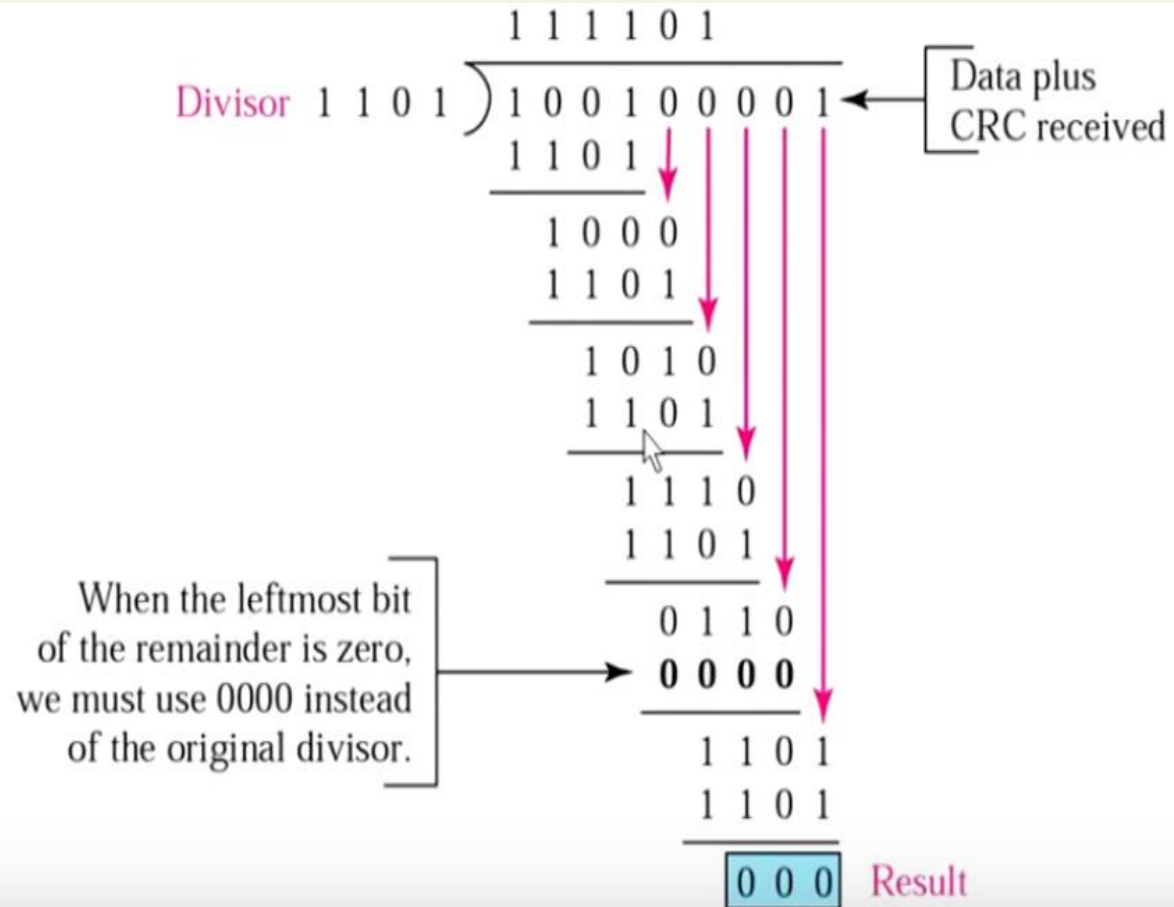 1 1 1 1 0 1
Divisor 1 1 0 1 1 0 0 1 0 0 0 0 1
Data plus
CRC received
1 1 0 1
1 0 0 0
1 1 0 1
1 0 1 0
1 1 0 1
1 1 1 0
1 1 0 1
When the leftmost bit
of the remainder is zero,
we must use 0000 instead
of the original divisor.
0 1 1 0
0 0 0 0
1 1 0 1
1 1 0 1
0 0 0 Result